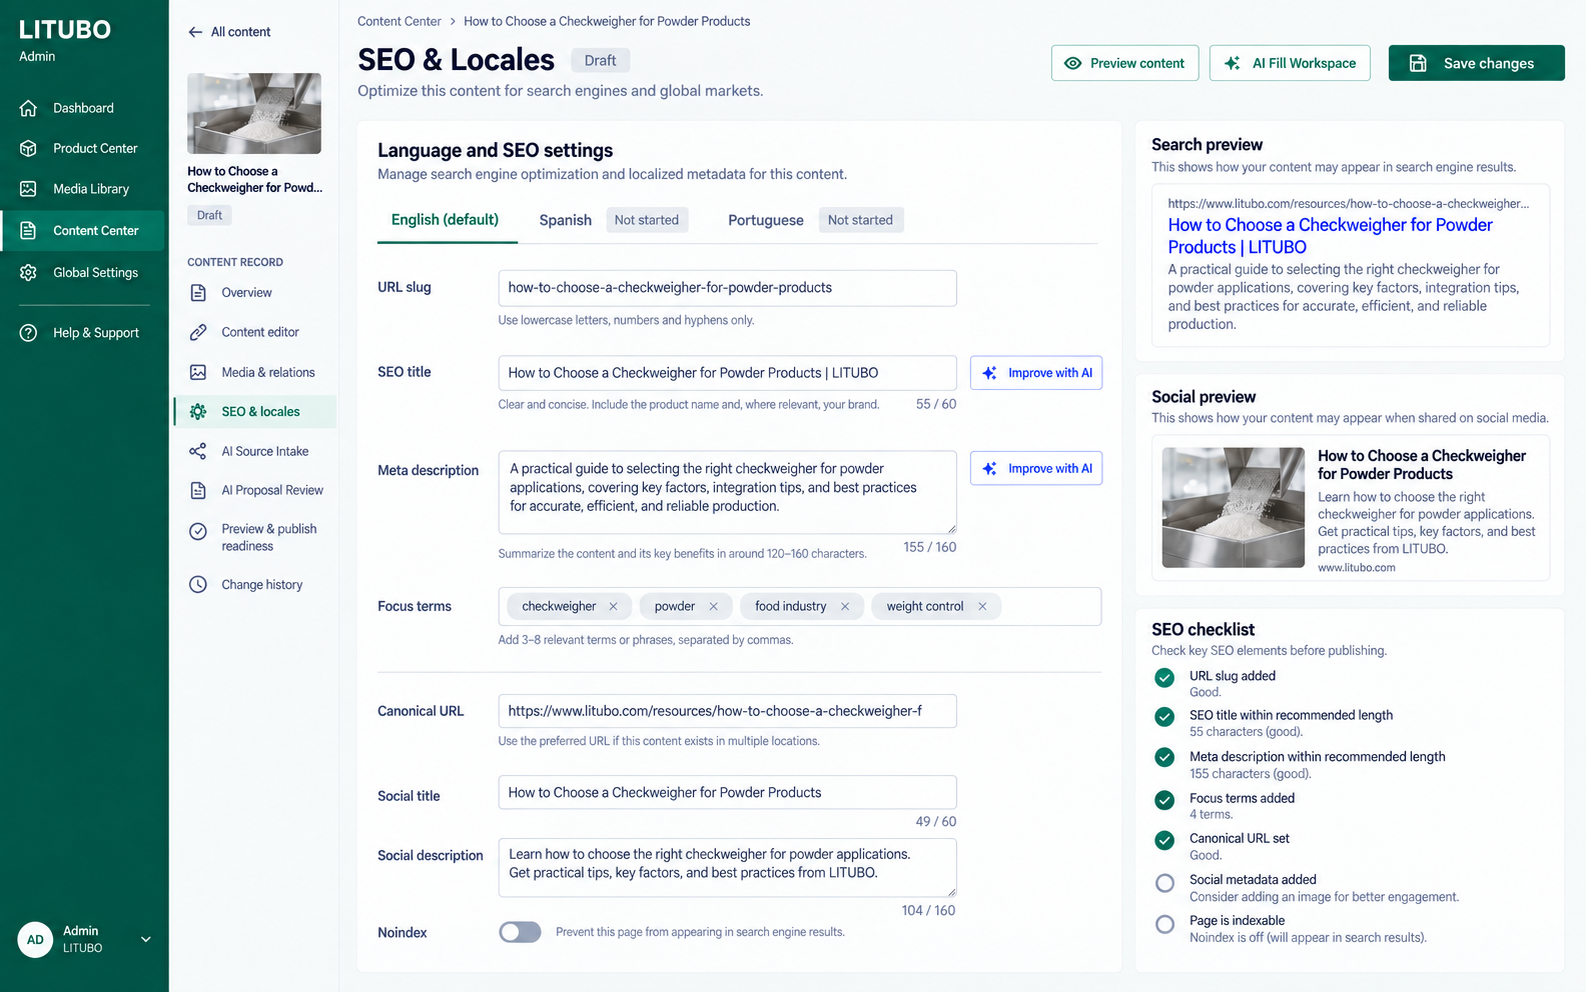 LITUBO
Admin
Dashboard
Product Center
Media Library
Content Center
Global Settings
Help & Support
AD
Admin
LITUBO
All content
How to Choose a
Checkweigher for Powd...
Draft
CONTENT RECORD
Overview
Content editor
Media & relations
SEO & locales
AI Source Intake
AI Proposal Review
Preview & publish
readiness
Change history
Content Center > How to Choose a Checkweigher for Powder Products
SEO & Locales
Draft
Optimize this content for search engines and global markets.
Preview content
AI Fill Workspace
Save changes
Language and SEO settings
Manage search engine optimization and localized metadata for this content.
English (default)
Spanish
Not started
Portuguese
Not started
URL slug
how-to-choose-a-checkweigher-for-powder-products
Use lowercase letters, numbers and hyphens only.
SEO title
How to Choose a Checkweigher for Powder Products | LITUBO
Improve with AI
Clear and concise. Include the product name and, where relevant, your brand.
55 / 60
Meta description
A practical guide to selecting the right checkweigher for powder
applications, covering key factors, integration tips, and best practices
for accurate, efficient, and reliable production.
Improve with AI
Summarize the content and its key benefits in around 120–160 characters.
155 / 160
Focus terms
checkweigher ×
powder ×
food industry ×
weight control ×
Add 3–8 relevant terms or phrases, separated by commas.
Canonical URL
https://www.litubo.com/resources/how-to-choose-a-checkweigher-f
Use the preferred URL if this content exists in multiple locations.
Social title
How to Choose a Checkweigher for Powder Products
49 / 60
Social description
Learn how to choose the right checkweigher for powder applications.
Get practical tips, key factors, and best practices from LITUBO.
104 / 160
Noindex
Prevent this page from appearing in search engine results.
Search preview
This shows how your content may appear in search engine results.
https://www.litubo.com/resources/how-to-choose-a-checkweigher...
How to Choose a Checkweigher for Powder
Products | LITUBO
A practical guide to selecting the right checkweigher for
powder applications, covering key factors, integration tips,
and best practices for accurate, efficient, and reliable
production.
Social preview
This shows how your content may appear when shared on social media.
How to Choose a Checkweigher
for Powder Products
Learn how to choose the right
checkweigher for powder applications.
Get practical tips, key factors, and best
practices from LITUBO.
www.litubo.com
SEO checklist
Check key SEO elements before publishing.
URL slug added
Good.
SEO title within recommended length
55 characters (good).
Meta description within recommended length
155 characters (good).
Focus terms added
4 terms.
Canonical URL set
Good.
Social metadata added
Consider adding an image for better engagement.
Page is indexable
Noindex is off (will appear in search results).